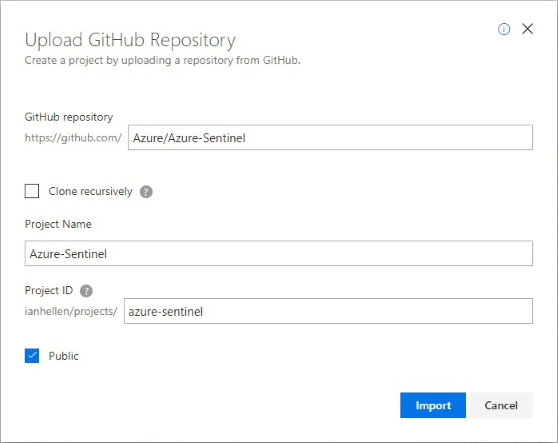 Upload GitHub Repository
Create a project by uploading a repository from GitHub.
GitHub repository
https://github.com/ Azure/Azure-Sentinel
Clone recursively ?
Project Name
Azure-Sentinel
Project ID ?
ianhellen/projects/ azure-sentinel
Public
Import Cancel